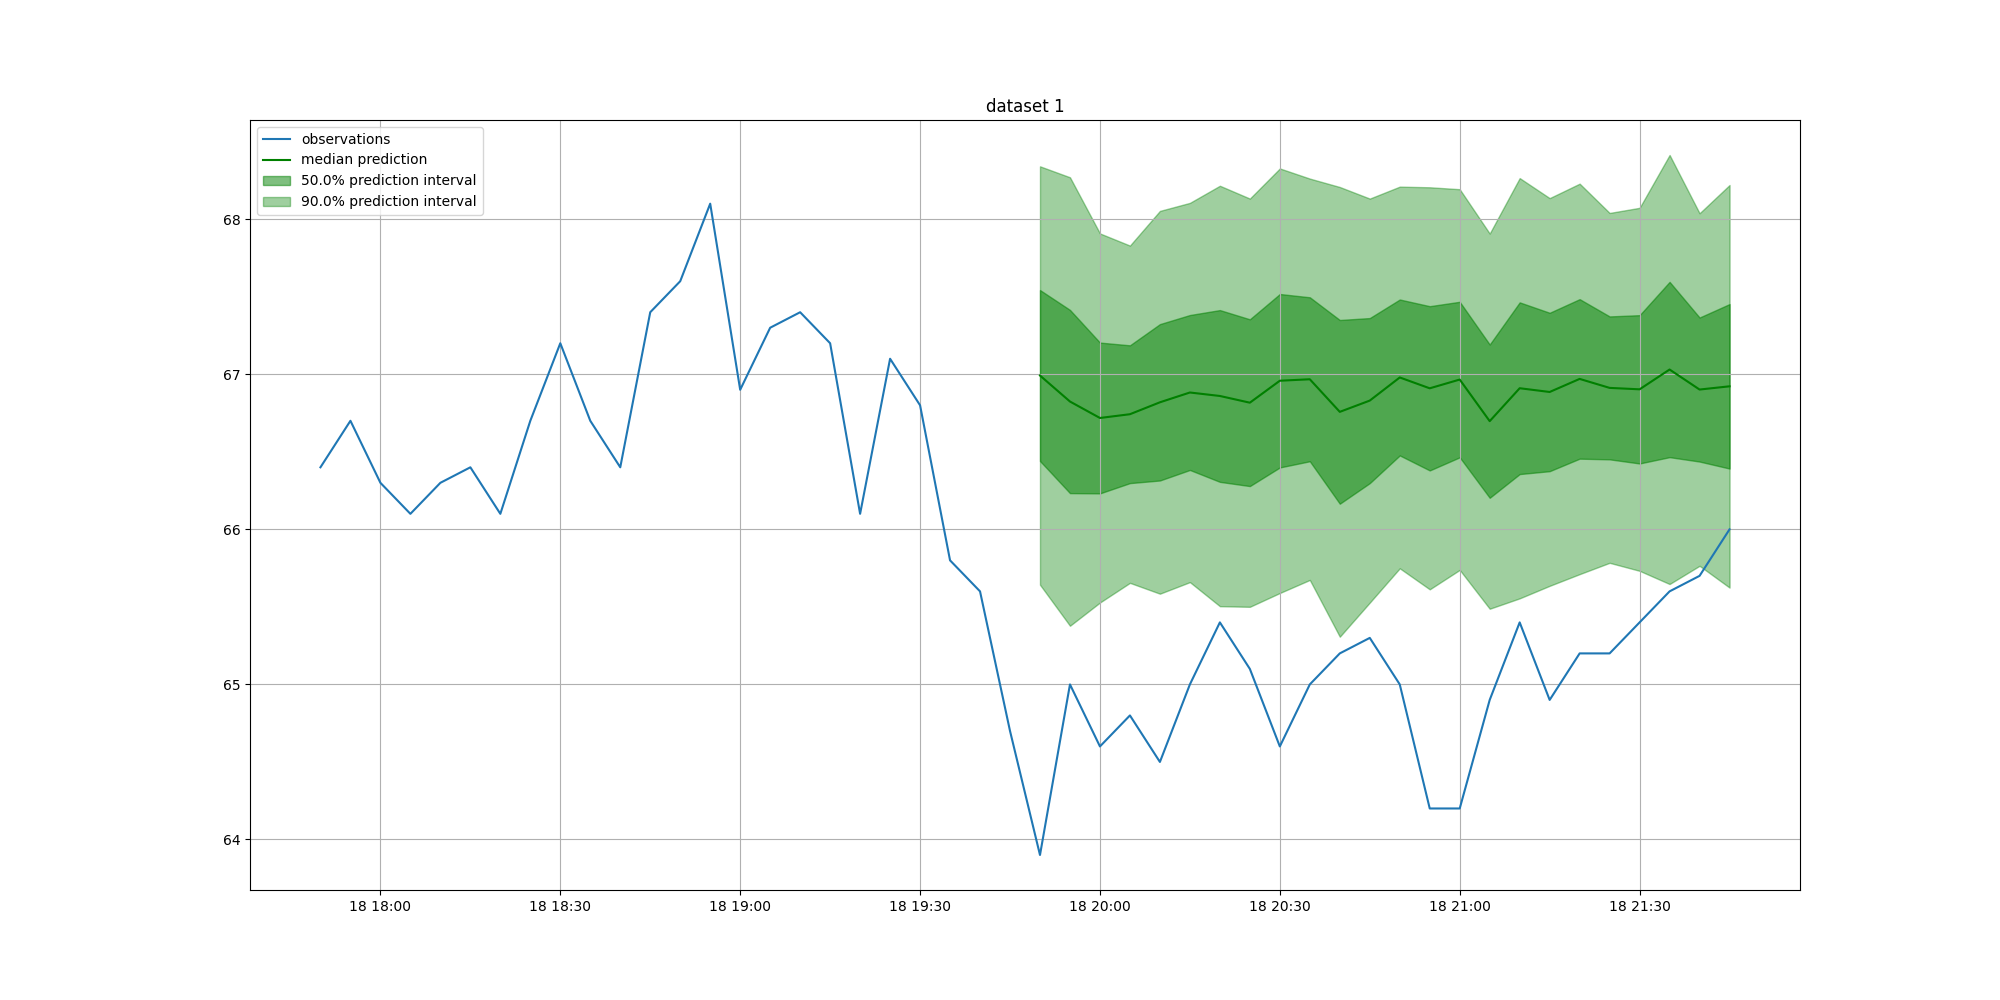 dataset 1
observations
median prediction
50.0% prediction interval
90.0% prediction interval
68
67
66
65
64
18 18:00
18 18:30
18 19:00
18 19:30
18 20:00
18 20:30
18 21:00
18 21:30